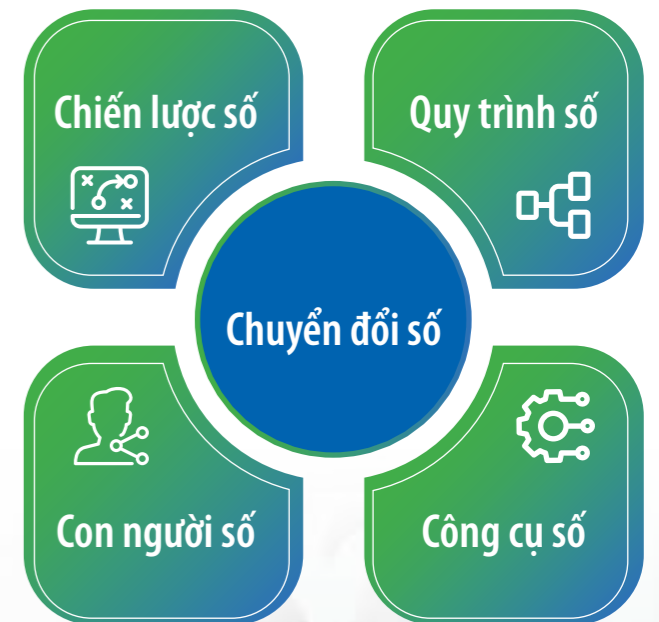 Chiến lược số
Quy trình số
Chuyển đổi số
Con người số
Công cụ số